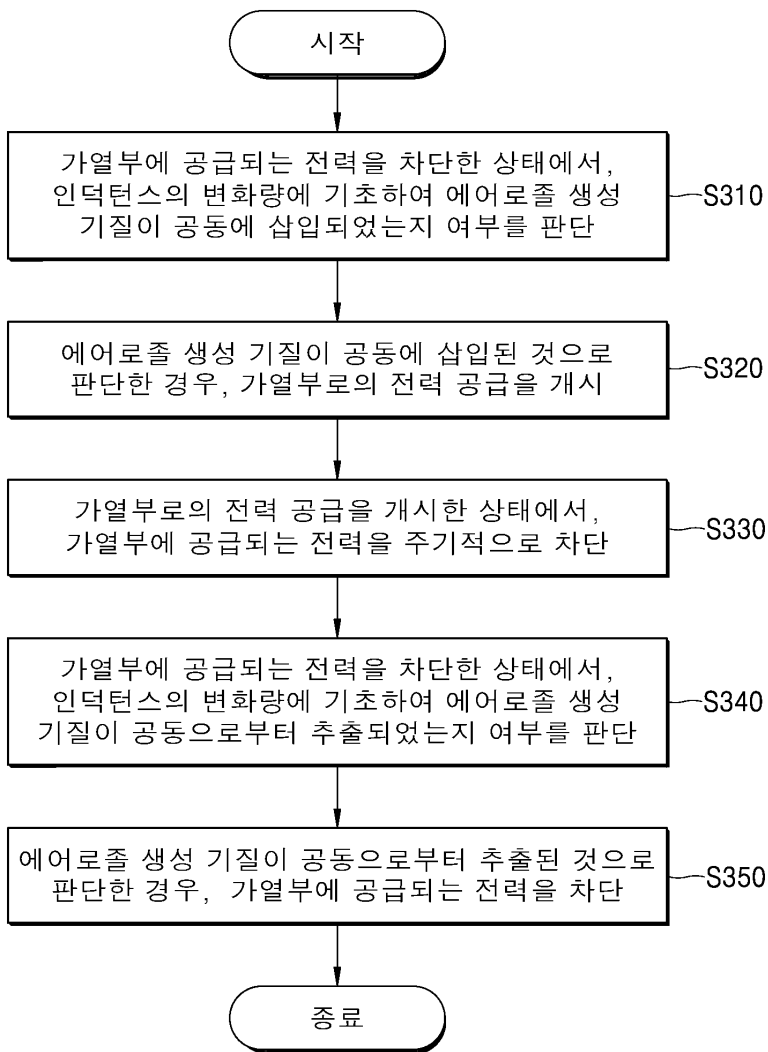 시작
가열부에 공급되는 전력을 차단한 상태에서,
인덕턴스의 변화량에 기초하여 에어로졸 생성
기질이 공동에 삽입되었는지 여부를 판단
S310
에어로졸 생성 기질이 공동에 삽입된 것으로
판단한 경우, 가열부로의 전력 공급을 개시
S320
가열부로의 전력 공급을 개시한 상태에서,
가열부에 공급되는 전력을 주기적으로 차단
S330
가열부에 공급되는 전력을 차단한 상태에서,
인덕턴스의 변화량에 기초하여 에어로졸 생성
기질이 공동으로부터 추출되었는지 여부를 판단
S340
에어로졸 생성 기질이 공동으로부터 추출된 것으로
판단한 경우, 가열부에 공급되는 전력을 차단
S350
종료